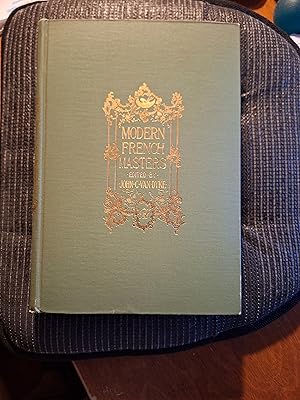 MODERN
FRENCH
MASTERS
EDITED BY
JOHN·C·VAN·DYKE